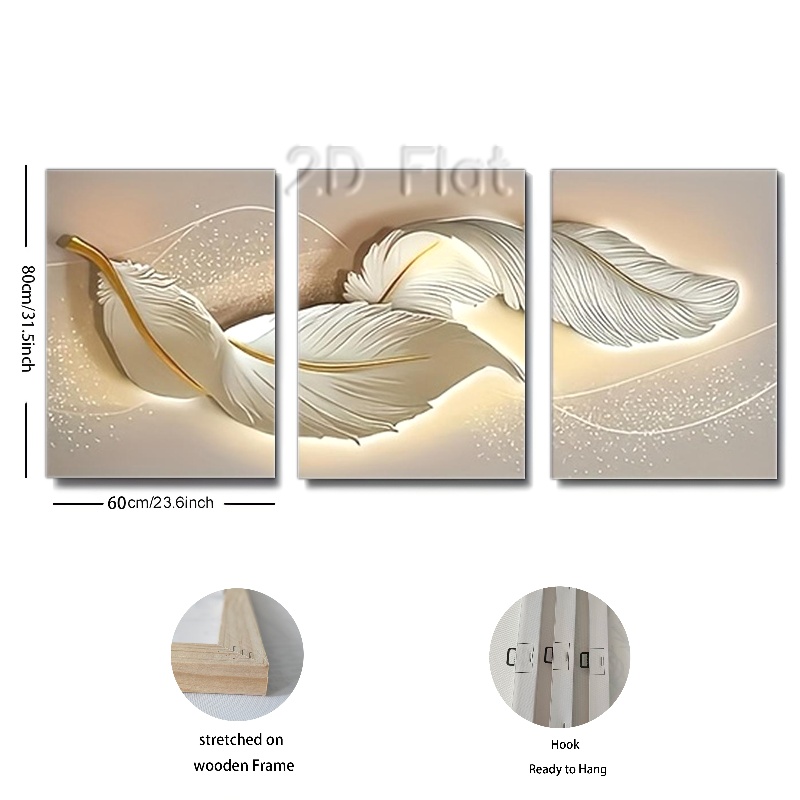 2D Flat
80cm/31.5inch
60cm/23.6inch
stretched on
wooden Frame
Hook
Ready to Hang